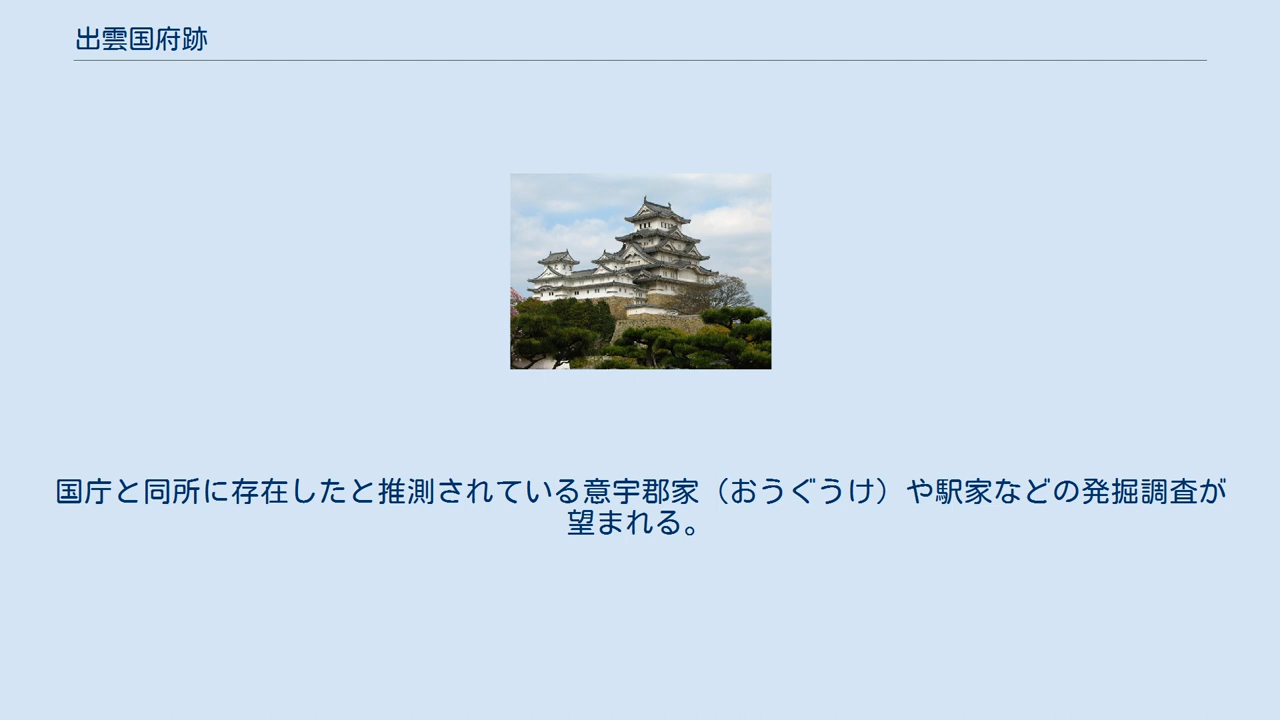 出雲国府跡
国庁と同所に存在したと推測されている意宇郡家（おうぐうけ）や駅家などの発掘調査が
望まれる。